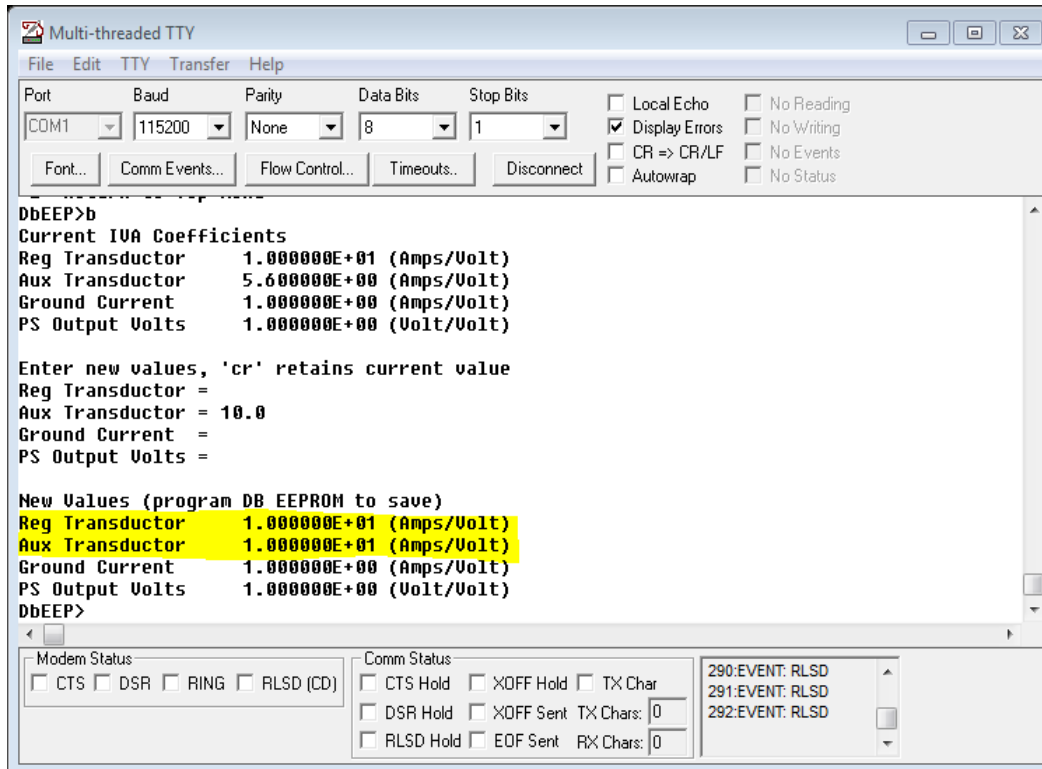 Multi-threaded TTY
File Edit TTY Transfer Help
Port Baud Parity Data Bits Stop Bits
COM1 115200 None 8 1
Local Echo No Reading
Display Errors No Writing
CR => CR/LF No Events
Autowrap No Status
Font... Comm Events... Flow Control... Timeouts.. Disconnect
DbEEP>b
Current IVA Coefficients
Reg Transductor 1.000000E+01 (Amps/Volt)
Aux Transductor 5.600000E+00 (Amps/Volt)
Ground Current 1.000000E+00 (Amps/Volt)
PS Output Volts 1.000000E+00 (Volt/Volt)
Enter new values, 'cr' retains current value
Reg Transductor =
Aux Transductor = 10.0
Ground Current =
PS Output Volts =
New Values (program DB EEPROM to save)
Reg Transductor 1.000000E+01 (Amps/Volt)
Aux Transductor 1.000000E+01 (Amps/Volt)
Ground Current 1.000000E+00 (Amps/Volt)
PS Output Volts 1.000000E+00 (Volt/Volt)
DbEEP>
Modem Status
CTS DSR RING RLSD (CD)
Comm Status
CTS Hold XOFF Hold TX Char
DSR Hold XOFF Sent TX Chars: 0
RLSD Hold EOF Sent RX Chars: 0
290:EVENT: RLSD
291:EVENT: RLSD
292:EVENT: RLSD